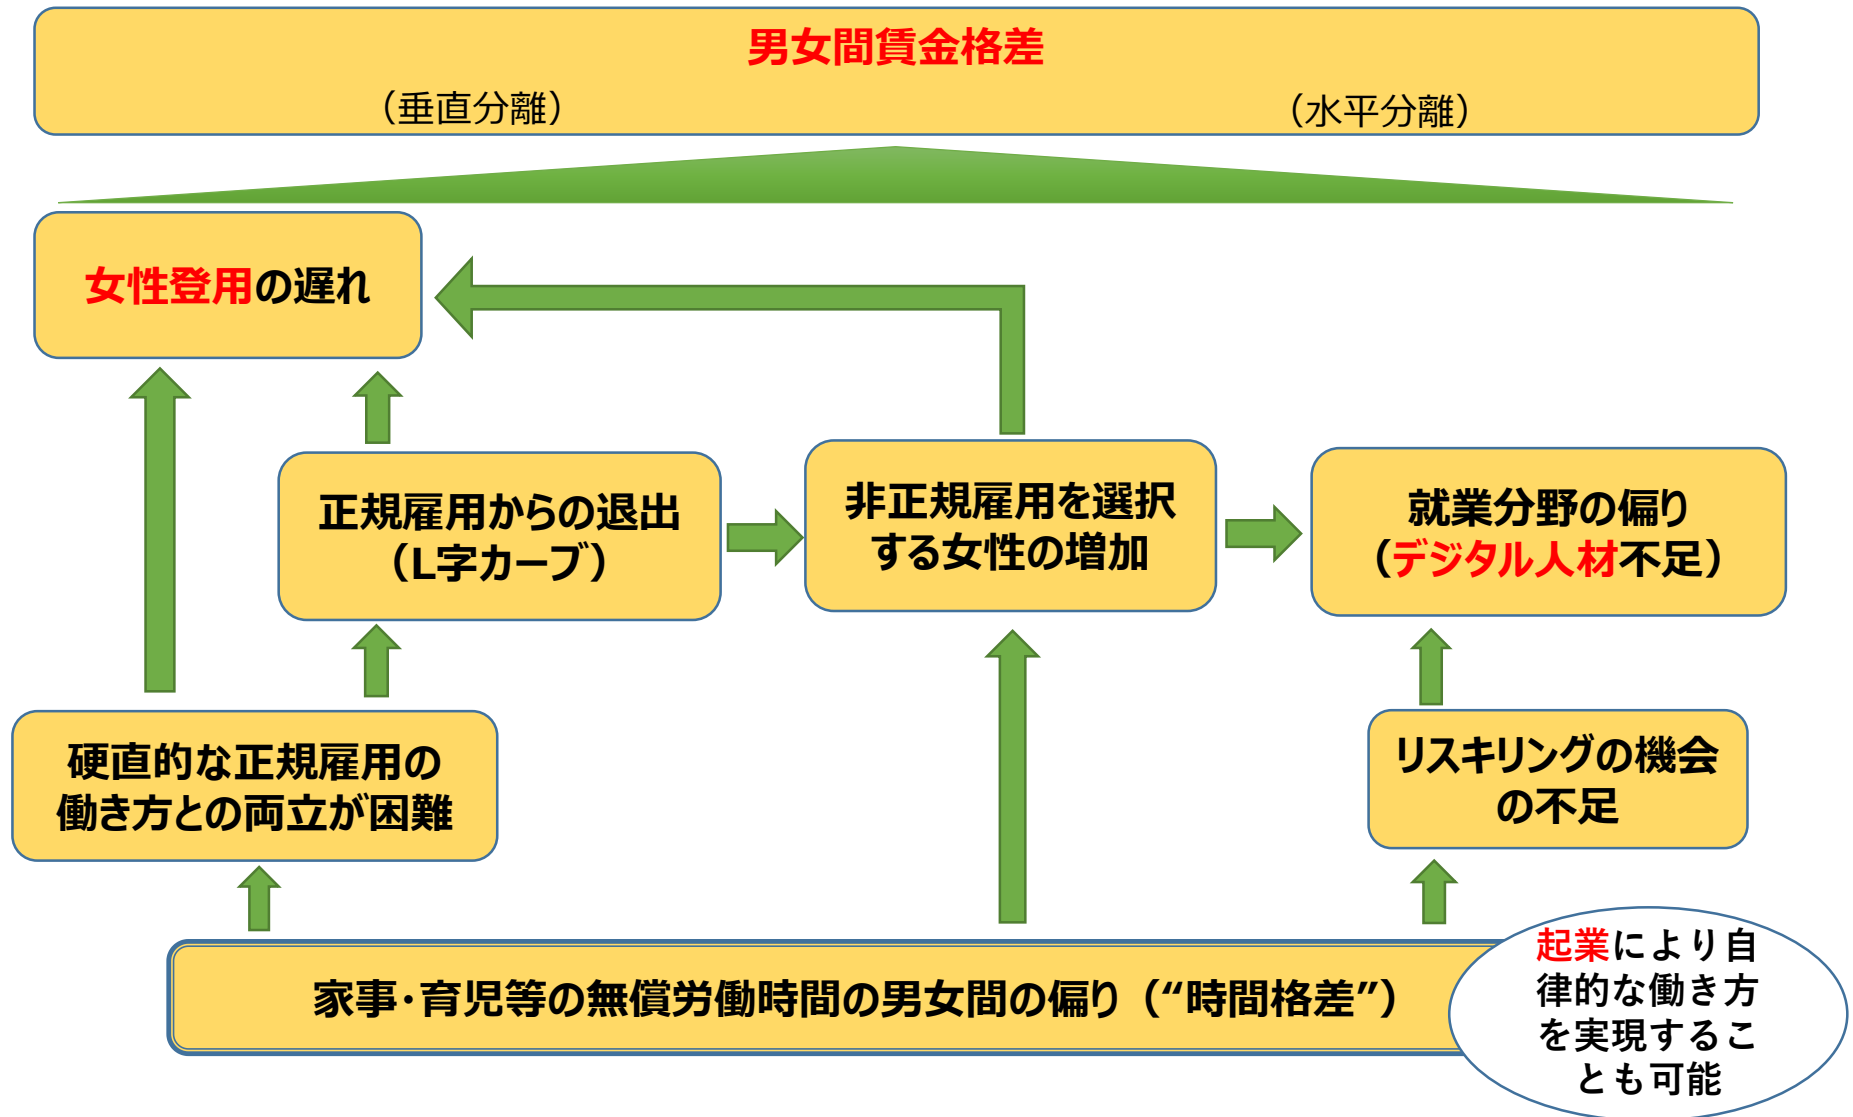 男女間賃金格差
（垂直分離）
（水平分離）
女性登用の遅れ
正規雇用からの退出
（L字カーブ）
非正規雇用を選択
する女性の増加
就業分野の偏り
（デジタル人材不足）
硬直的な正規雇用の
働き方との両立が困難
リスキリングの機会
の不足
家事・育児等の無償労働時間の男女間の偏り（“時間格差”）
起業により自
律的な働き方
を実現するこ
とも可能